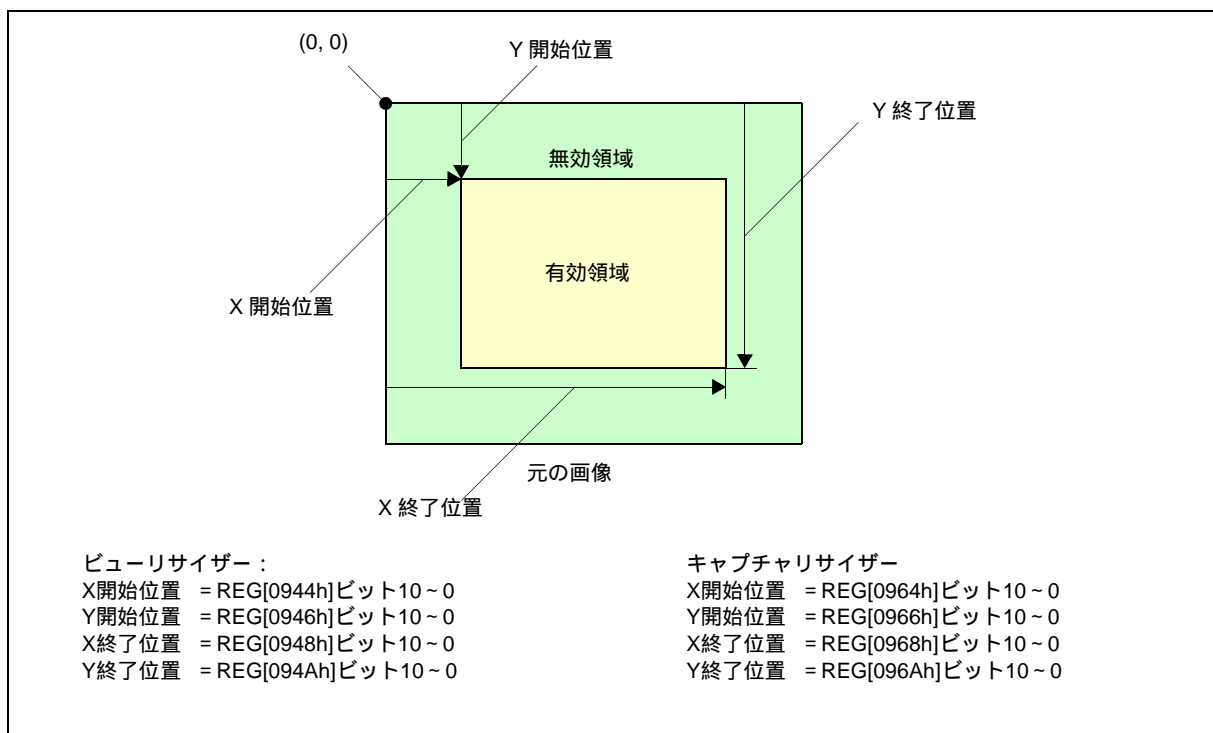 (0, 0)
Y 開始位置
Y 終了位置
無効領域
有効領域
X 開始位置
元の画像
X 終了位置
ビューリサイザー：
X開始位置 = REG[0944h]ビット10 ~ 0
Y開始位置 = REG[0946h]ビット10 ~ 0
X終了位置 = REG[0948h]ビット10 ~ 0
Y終了位置 = REG[094Ah]ビット10 ~ 0
キャプチャリサイザー
X開始位置 = REG[0964h]ビット10 ~ 0
Y開始位置 = REG[0966h]ビット10 ~ 0
X終了位置 = REG[0968h]ビット10 ~ 0
Y終了位置 = REG[096Ah]ビット10 ~ 0